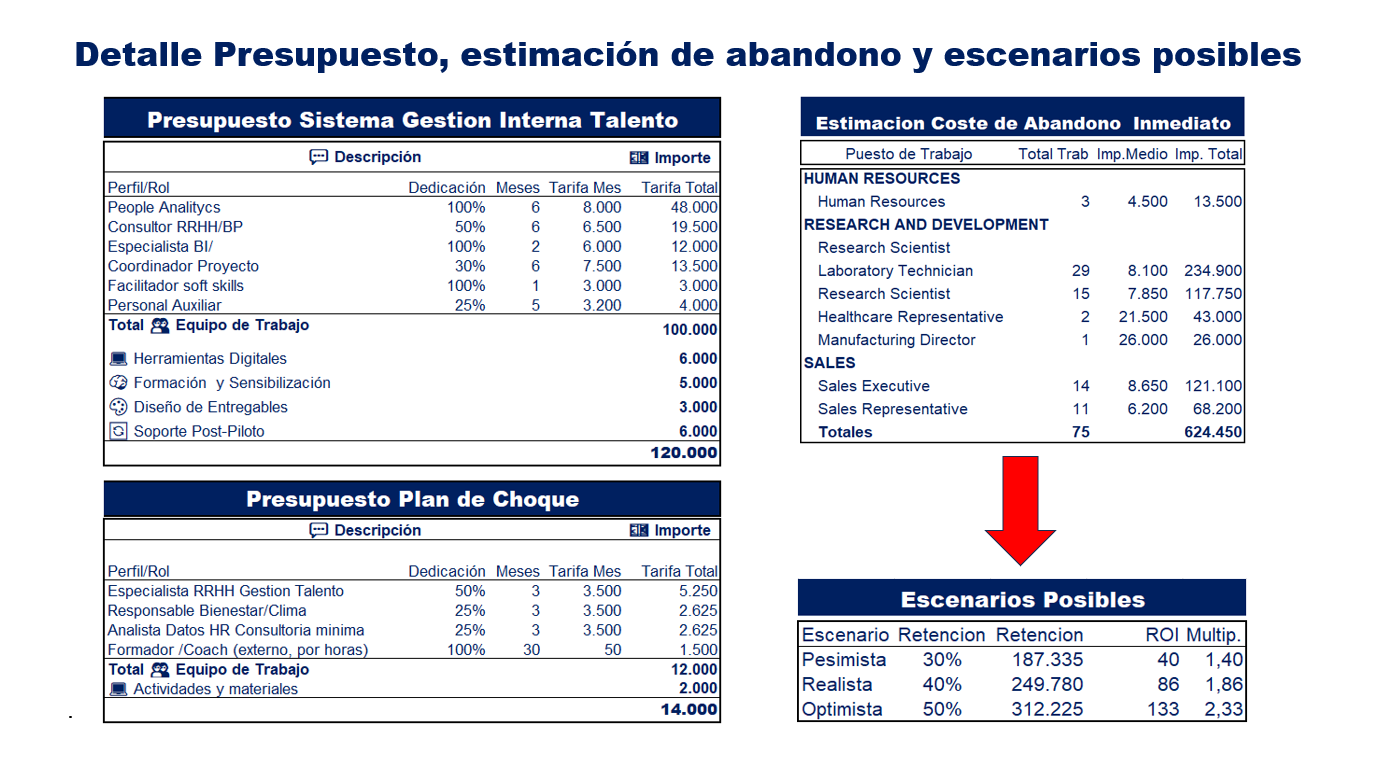 Detalle Presupuesto, estimación de abandono y escenarios posibles
Presupuesto Sistema Gestion Interna Talento
Descripción Importe
Perfil/Rol Dedicación Meses Tarifa Mes Tarifa Total
People Analitycs 100% 6 8.000 48.000
Consultor RRHH/BP 50% 6 6.500 19.500
Especialista BI/ 100% 2 6.000 12.000
Coordinador Proyecto 30% 6 7.500 13.500
Facilitador soft skills 100% 1 3.000 3.000
Personal Auxiliar 25% 5 3.200 4.000
Total Equipo de Trabajo 100.000
Herramientas Digitales 6.000
Formación y Sensibilización 5.000
Diseño de Entregables 3.000
Soporte Post-Piloto 6.000
120.000
Presupuesto Plan de Choque
Descripción Importe
Perfil/Rol Dedicación Meses Tarifa Mes Tarifa Total
Especialista RRHH Gestion Talento 50% 3 3.500 5.250
Responsable Bienestar/Clima 25% 3 3.500 2.625
Analista Datos HR Consultoria minima 25% 3 3.500 2.625
Formador /Coach (externo, por horas) 100% 30 50 1.500
Total Equipo de Trabajo 12.000
Actividades y materiales 2.000
14.000
.
Estimacion Coste de Abandono Inmediato
Puesto de Trabajo Total Trab Imp.Medio Imp. Total
HUMAN RESOURCES
Human Resources 3 4.500 13.500
RESEARCH AND DEVELOPMENT
Research Scientist
Laboratory Technician 29 8.100 234.900
Research Scientist 15 7.850 117.750
Healthcare Representative 2 21.500 43.000
Manufacturing Director 1 26.000 26.000
SALES
Sales Executive 14 8.650 121.100
Sales Representative 11 6.200 68.200
Totales 75 624.450
Escenarios Posibles
Escenario Retencion Retencion ROI Multip.
Pesimista 30% 187.335 40 1,40
Realista 40% 249.780 86 1,86
Optimista 50% 312.225 133 2,33